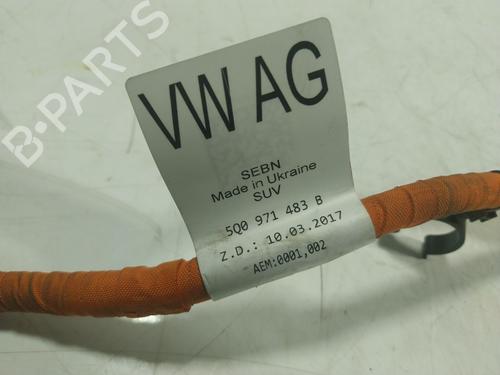 B-PARTS
VW AG
SEBN
Made in Ukraine
SUV
5Q0 971 483 B
Z.D.: 10.03.2017
AEM:0001,002